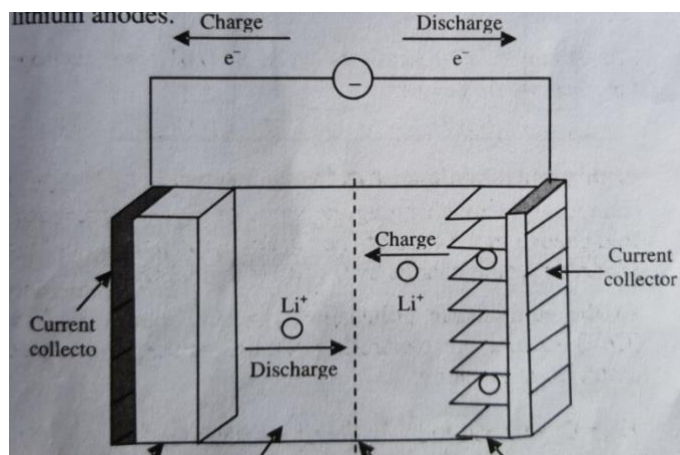 lithium anodes.
Charge
e⁻
Discharge
e⁻
−
Charge
Li⁺
Li⁺
Discharge
Current
collecto
Current
collector